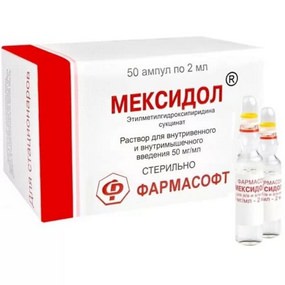 50 ампул по 2 мл
МЕКСИДОЛ®
Этилметилгидроксипиридина
сукцинат
Раствор для внутривенного
и внутримышечного
введения 50 мг/мл
СТЕРИЛЬНО
ФАРМАСОФТ
для стационаров
МЕКСИДОЛ